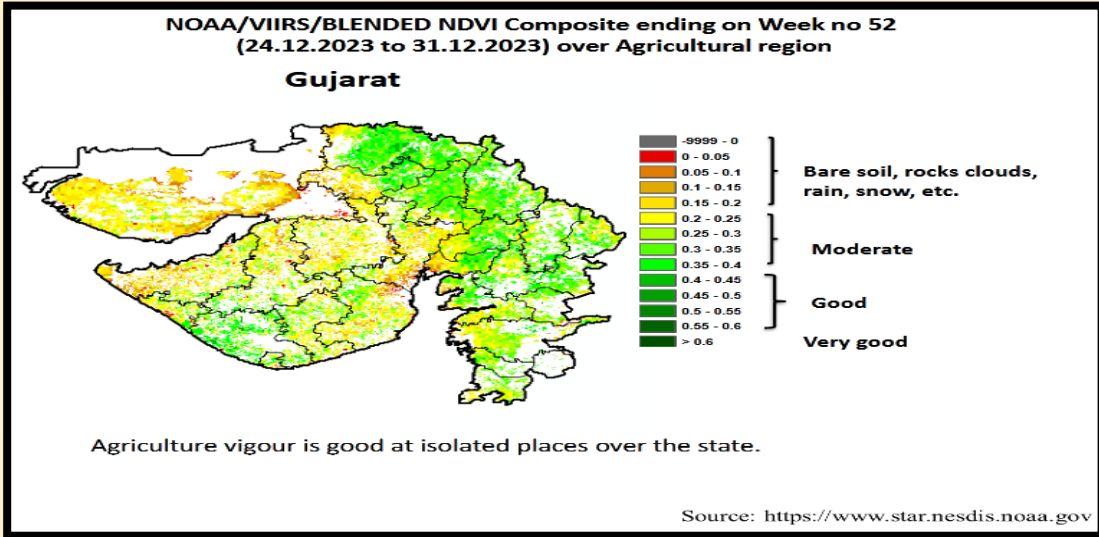 NOAA/VIIRS/BLENDED NDVI Composite ending on Week no 52
(24.12.2023 to 31.12.2023) over Agricultural region
Gujarat
-9999 - 0
0 - 0.05
0.05 - 0.1
0.1 - 0.15
0.15 - 0.2
0.2 - 0.25
0.25 - 0.3
0.3 - 0.35
0.35 - 0.4
0.4 - 0.45
0.45 - 0.5
0.5 - 0.55
0.55 - 0.6
> 0.6
Bare soil, rocks clouds,
rain, snow, etc.
Moderate
Good
Very good
Agriculture vigour is good at isolated places over the state.
Source: https://www.star.nesdis.noaa.gov